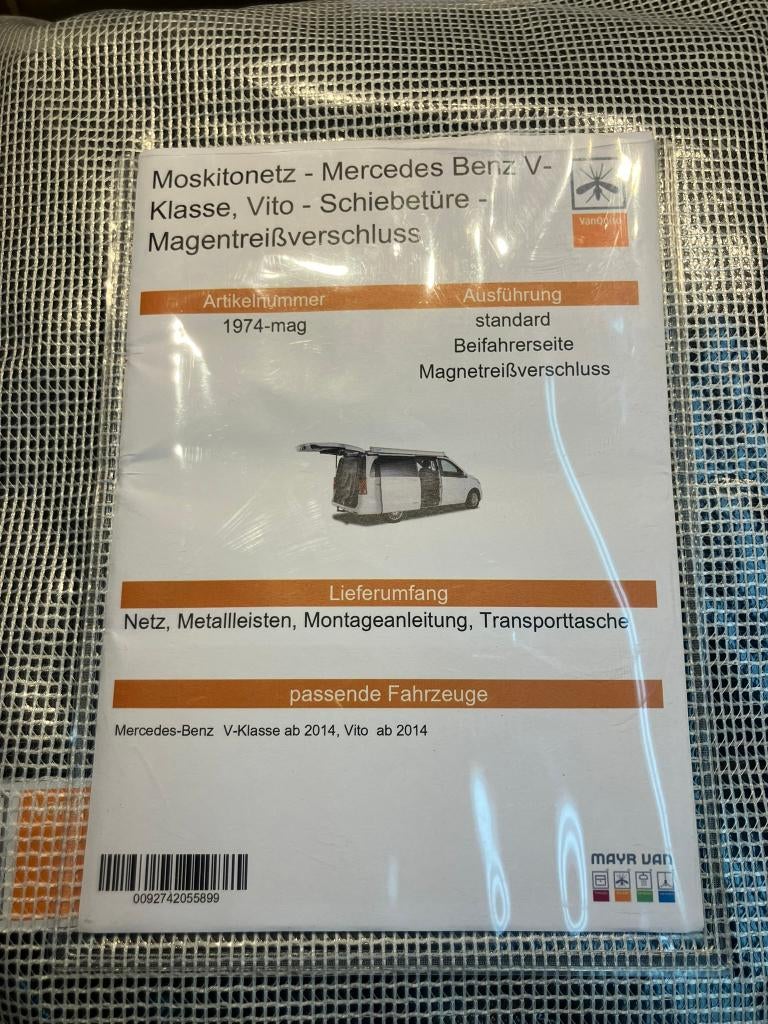 Moskitonetz - Mercedes Benz V-
Klasse, Vito - Schiebetüre -
Magentreißverschluss
VanQuito
Artikelnummer
Ausführung
1974-mag
standard
Beifahrerseite
Magnetreißverschluss
Lieferumfang
Netz, Metallleisten, Montageanleitung, Transporttasche
passende Fahrzeuge
Mercedes-Benz V-Klasse ab 2014, Vito ab 2014
0092742055899
MAYR VAN